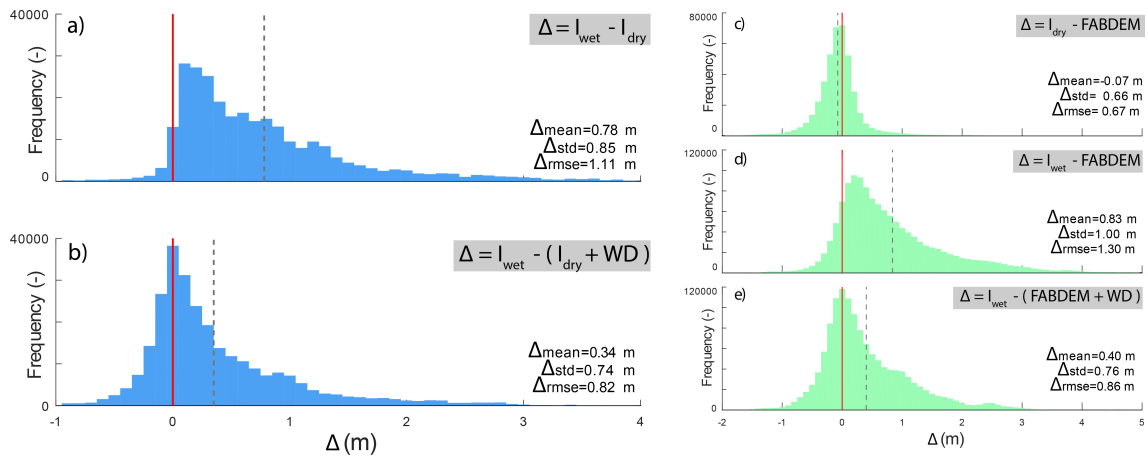 a)
Δ = I_wet - I_dry
40000
Frequency (-)
0
Δmean=0.78 m
Δstd=0.85 m
Δrmse=1.11 m
b)
Δ = I_wet - ( I_dry + WD )
40000
Frequency (-)
0
Δmean=0.34 m
Δstd=0.74 m
Δrmse=0.82 m
-1 0 1 2 3 4
Δ (m)
c)
Δ = I_dry - FABDEM
80000
Frequency (-)
0
Δmean=-0.07 m
Δstd= 0.66 m
Δrmse= 0.67 m
d)
Δ = I_wet - FABDEM
120000
Frequency (-)
0
Δmean=0.83 m
Δstd=1.00 m
Δrmse=1.30 m
e)
Δ = I_wet - ( FABDEM + WD )
120000
Frequency (-)
0
Δmean=0.40 m
Δstd=0.76 m
Δrmse=0.86 m
-2 -1 0 1 2 3 4 5
Δ (m)